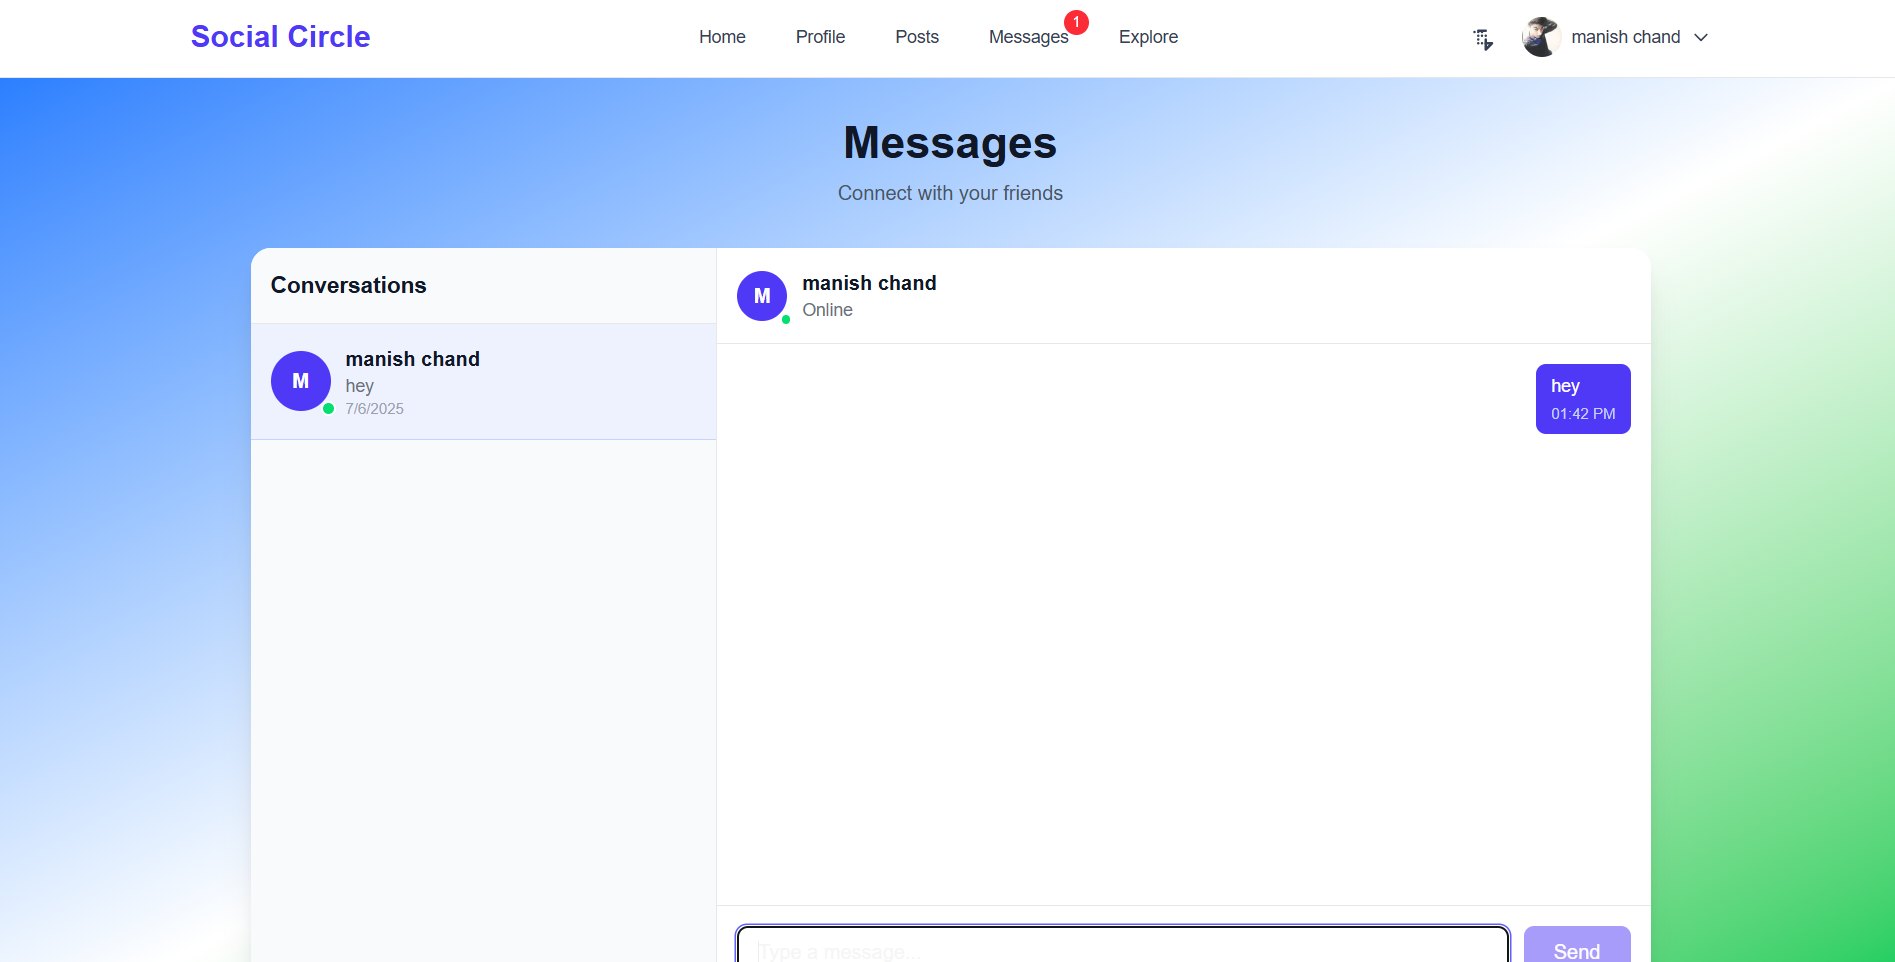 Social Circle
Home
Profile
Posts
Messages
1
Explore
manish chand
Messages
Connect with your friends
Conversations
M
manish chand
hey
7/6/2025
M
manish chand
Online
hey
01:42 PM
Type a message...
Send